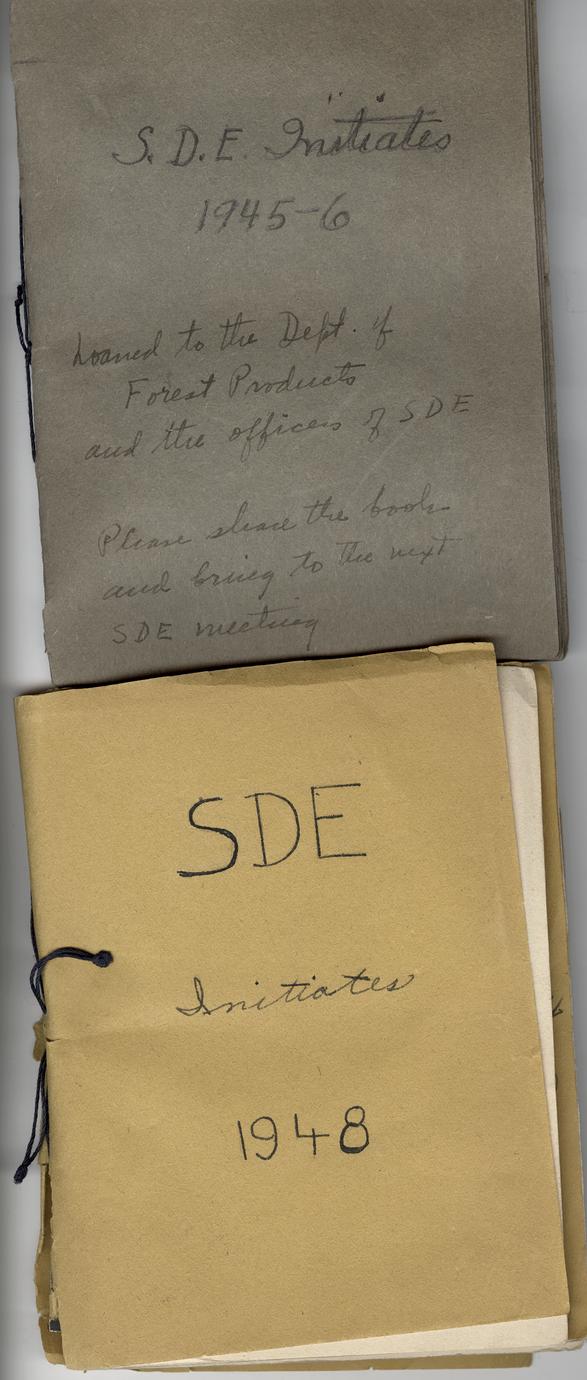 S. D. E. Initiates
1945-6
Loaned to the Dept. of
Forest Products
and the officers of SDE
Please share the book
and bring to the next
SDE meeting
SDE
Initiates
1948